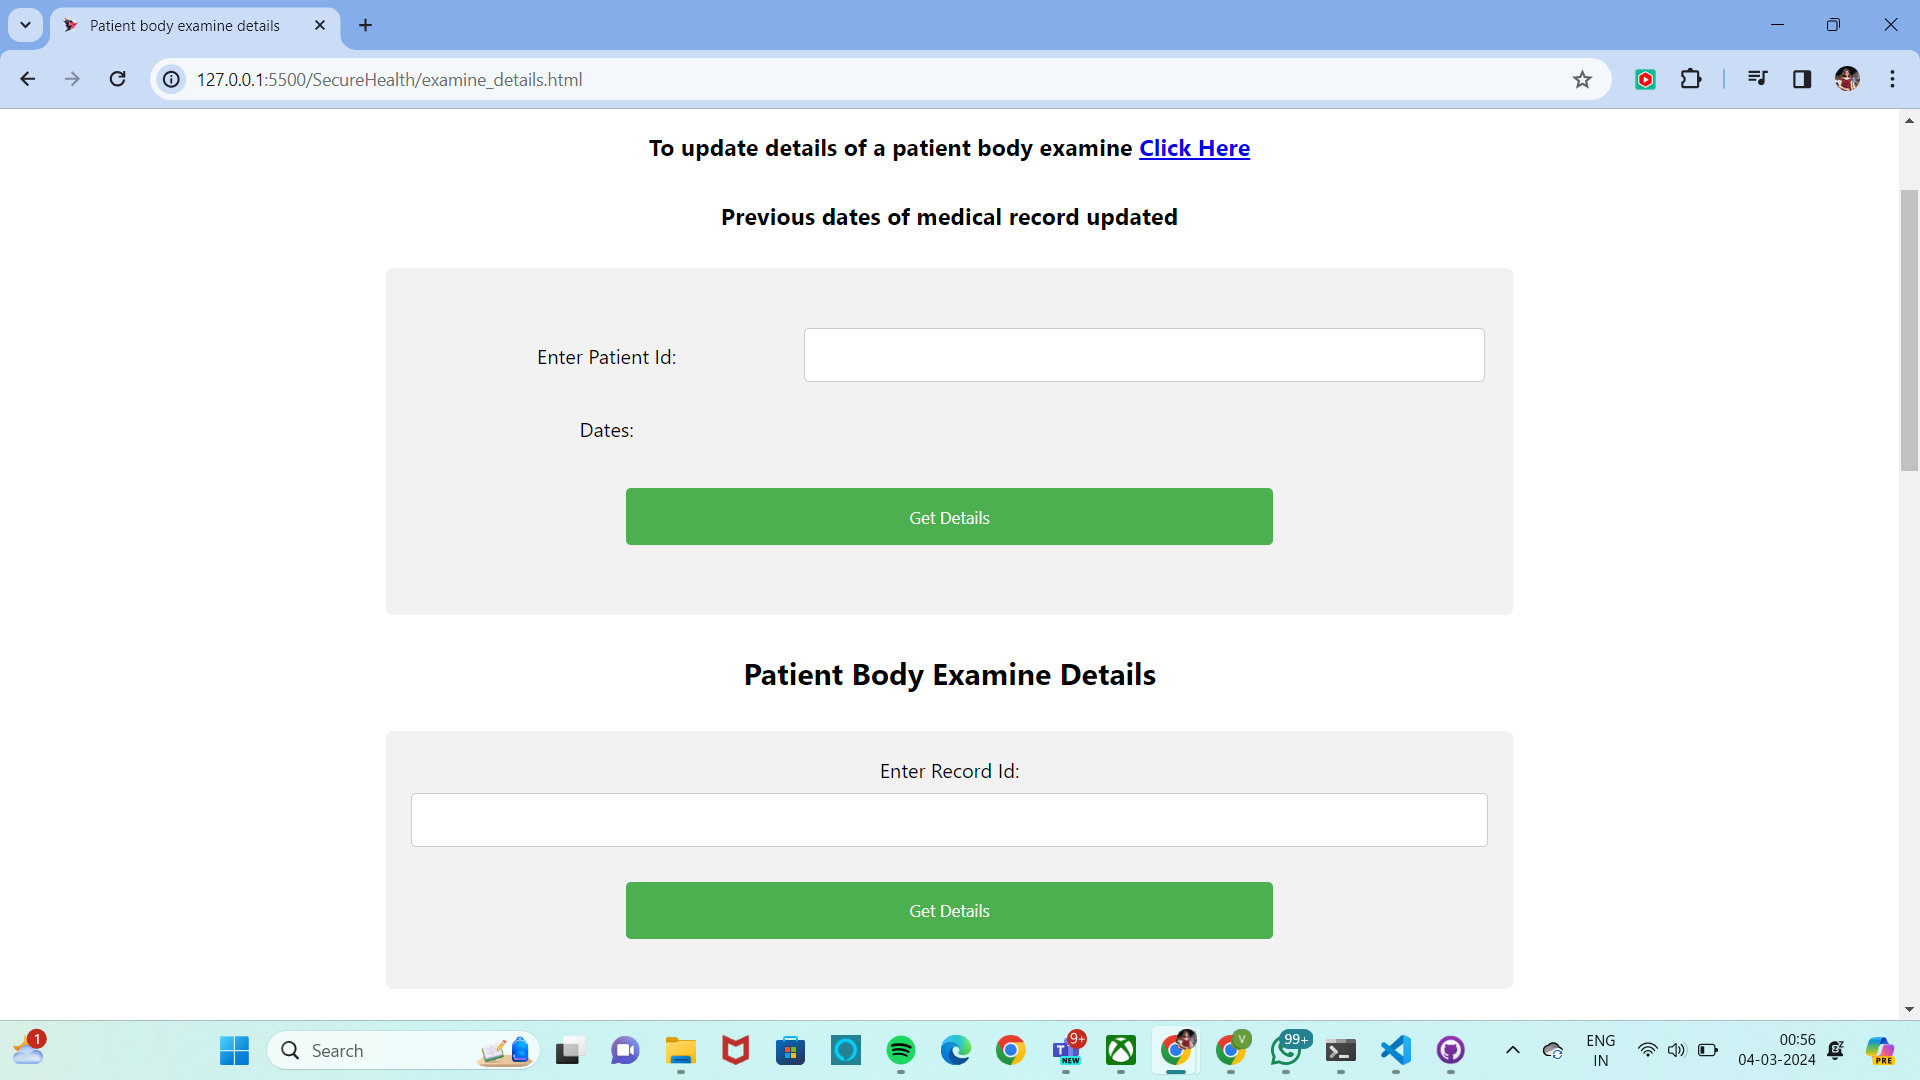 Patient body examine details
127.0.0.1:5500/SecureHealth/examine_details.html
To update details of a patient body examine Click Here
Previous dates of medical record updated
Enter Patient Id:
Dates:
Get Details
Patient Body Examine Details
Enter Record Id:
Get Details
1
Search
9+
NEW
V
99+
ENG
IN
00:56
04-03-2024
PRE